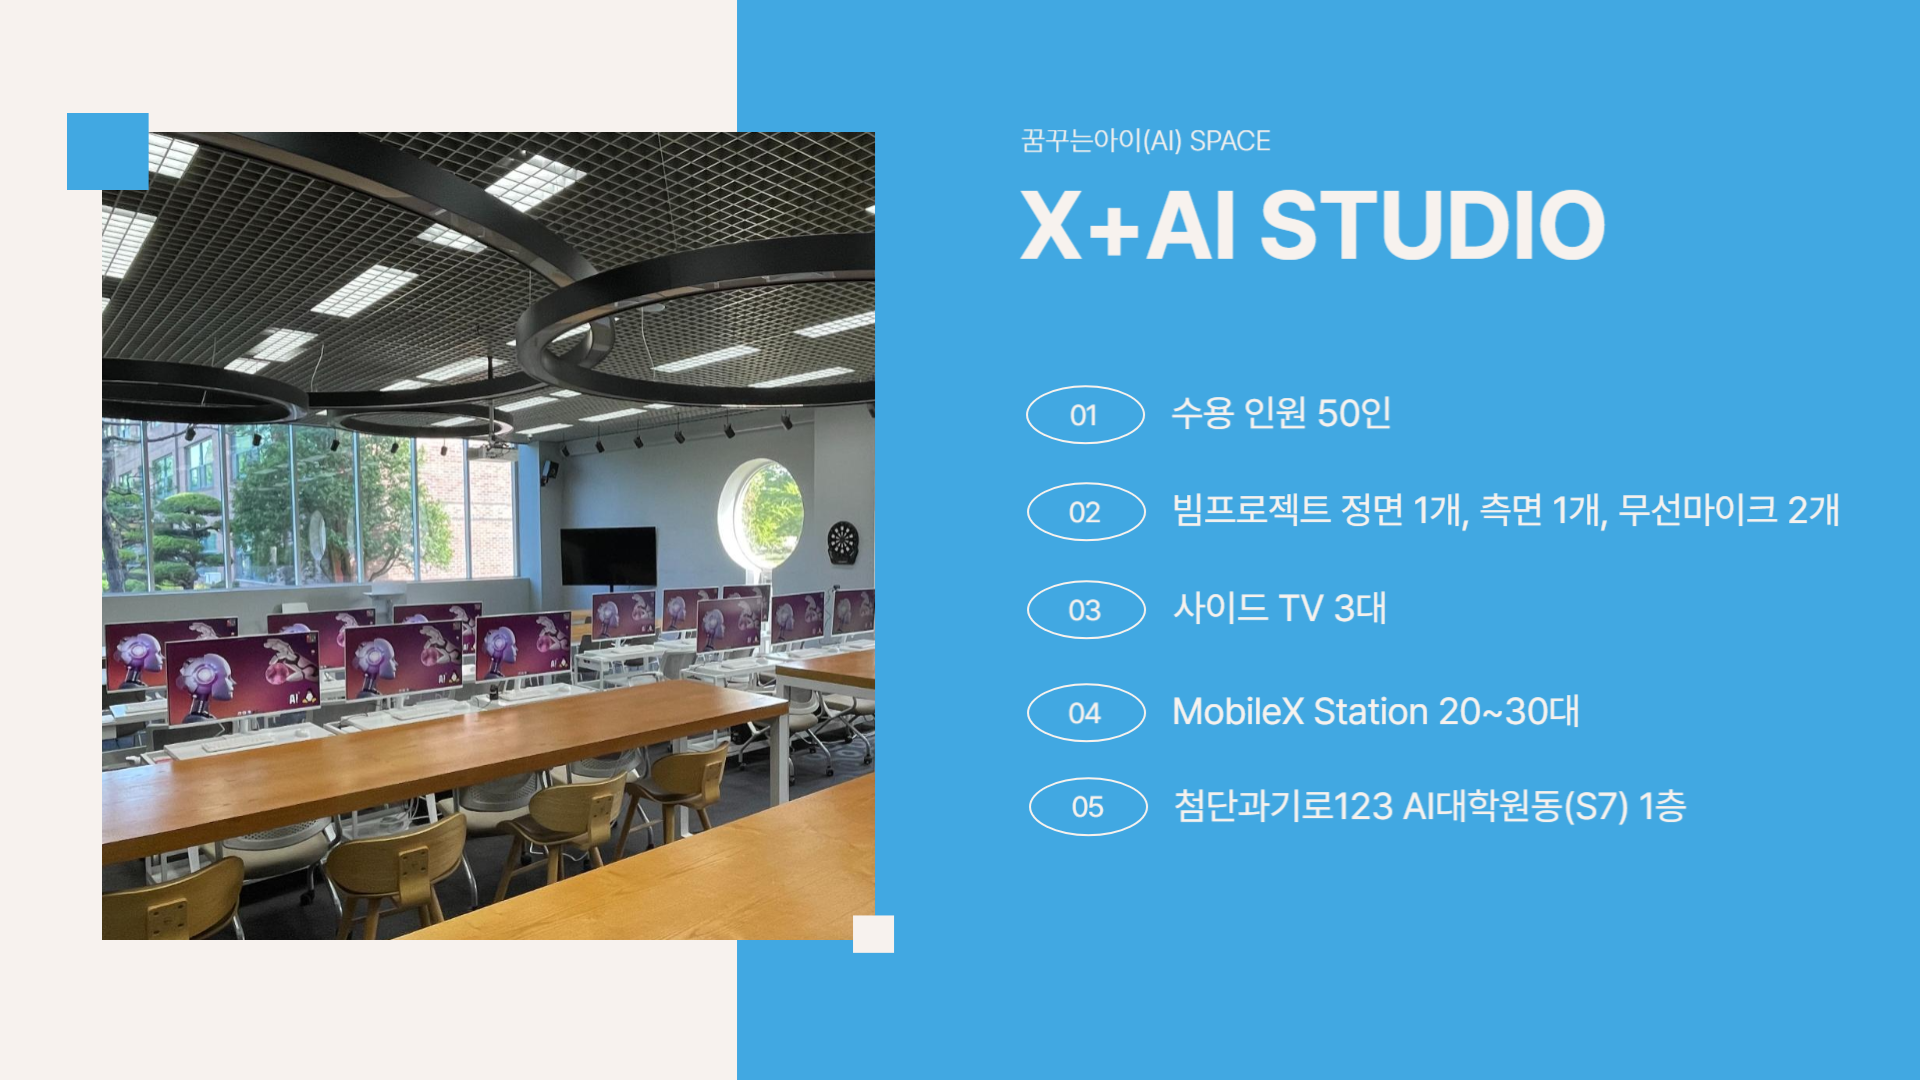 꿈꾸는아이(AI) SPACE
X+AI STUDIO
01 수용 인원 50인
02 빔프로젝트 정면 1개, 측면 1개, 무선마이크 2개
03 사이드 TV 3대
04 MobileX Station 20~30대
05 첨단과기로123 AI대학원동(S7) 1층
AI
AI
AI